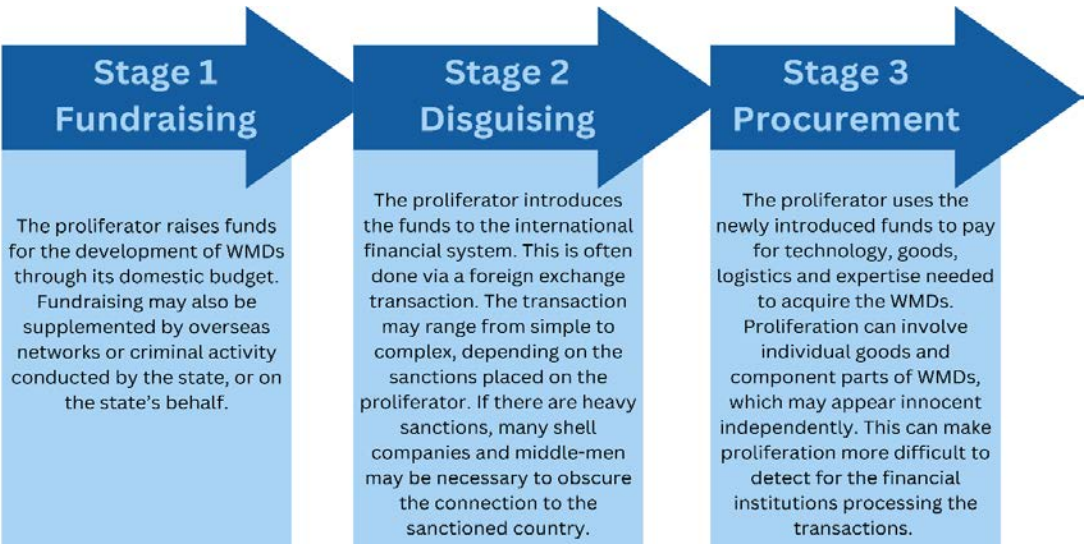 Stage 1
Fundraising
The proliferator raises funds
for the development of WMDs
through its domestic budget.
Fundraising may also be
supplemented by overseas
networks or criminal activity
conducted by the state, or on
the state's behalf.
Stage 2
Disguising
The proliferator introduces
the funds to the international
financial system. This is often
done via a foreign exchange
transaction. The transaction
may range from simple to
complex, depending on the
sanctions placed on the
proliferator. If there are heavy
sanctions, many shell
companies and middle-men
may be necessary to obscure
the connection to the
sanctioned country.
Stage 3
Procurement
The proliferator uses the
newly introduced funds to pay
for technology, goods,
logistics and expertise needed
to acquire the WMDs.
Proliferation can involve
individual goods and
component parts of WMDs,
which may appear innocent
independently. This can make
proliferation more difficult to
detect for the financial
institutions processing the
transactions.